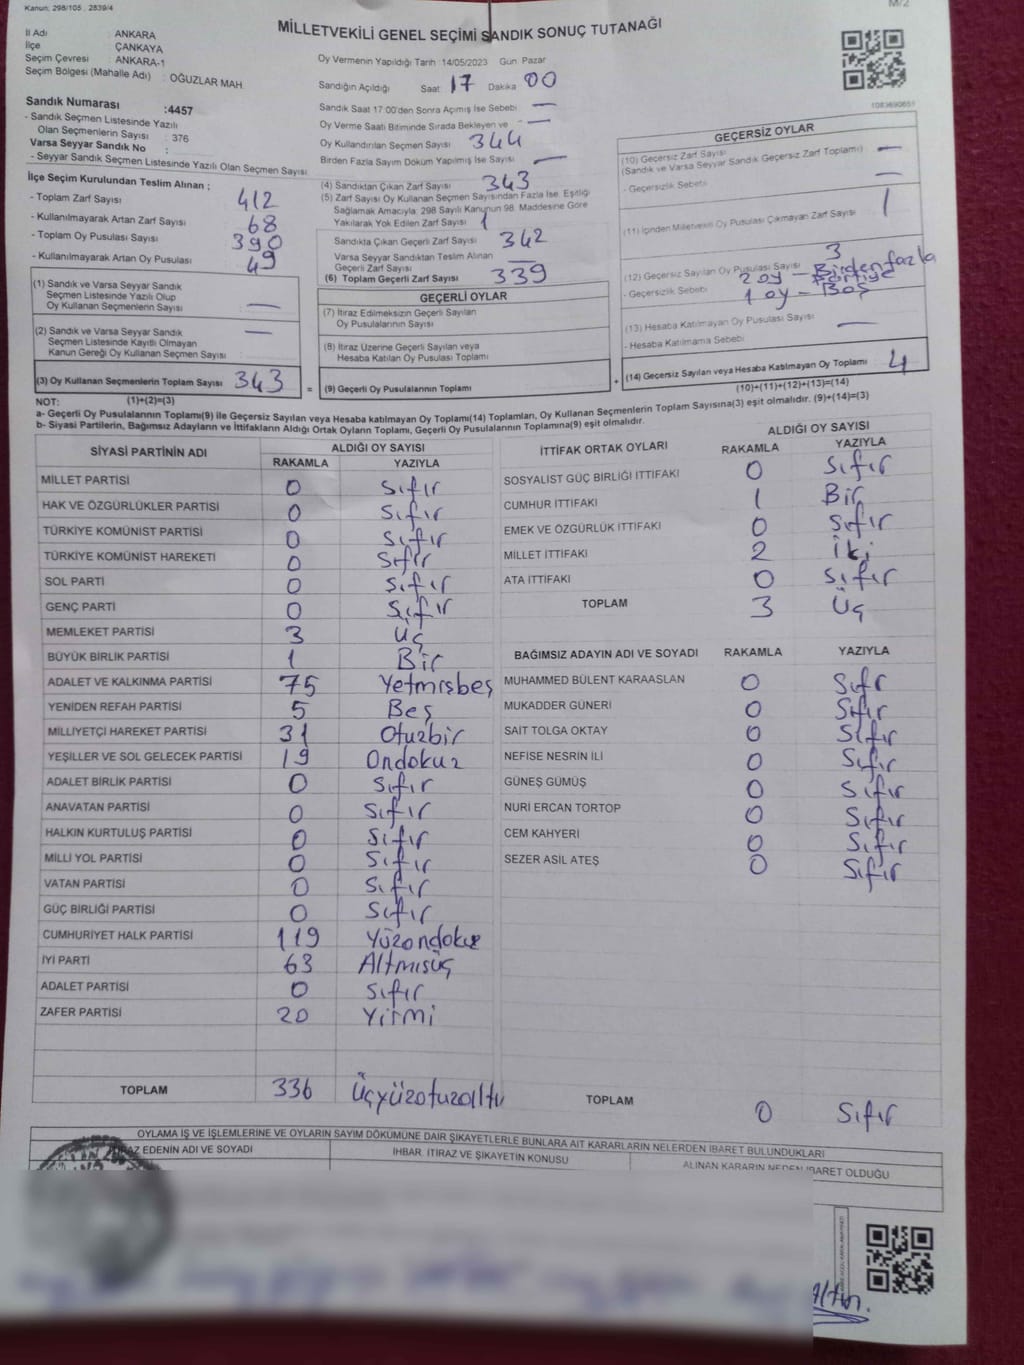 Kanun: 298/105 , 2839/4
M/2
MİLLETVEKİLİ GENEL SEÇİMİ SANDIK SONUÇ TUTANAĞI
İl Adı : ANKARA
İlçe : ÇANKAYA
Seçim Çevresi : ANKARA-1
Seçim Bölgesi (Mahalle Adı) : OĞUZLAR MAH.
Sandık Numarası :4457
- Sandık Seçmen Listesinde Yazılı
Olan Seçmenlerin Sayısı : 376
Varsa Seyyar Sandık No :
- Seyyar Sandık Seçmen Listesinde Yazılı Olan Seçmen Sayısı
Oy Vermenin Yapıldığı Tarih :14/05/2023 Gün: Pazar
Sandığın Açıldığı Saat 17 Dakika 00
Sandık Saat 17:00'den Sonra Açımış İse Sebebi —
Oy Verme Saati Bitiminde Sırada Bekleyen ve —
Oy Kullandırılan Seçmen Sayısı 344
Birden Fazla Sayım Döküm Yapılmış İse Sayısı —
1083690651
İlçe Seçim Kurulundan Teslim Alınan ;
- Toplam Zarf Sayısı 412
- Kullanılmayarak Artan Zarf Sayısı 68
- Toplam Oy Pusulası Sayısı 390
- Kullanılmayarak Artan Oy Pusulası 49
(4) Sandıktan Çıkan Zarf Sayısı 343
(5) Zarf Sayısı Oy Kullanan Seçmen Sayısından Fazla İse, Eşitliği
Sağlamak Amacıyla; 298 Sayılı Kanunun 98. Maddesine Göre
Yakılarak Yok Edilen Zarf Sayısı 1
Sandıkta Çıkan Geçerli Zarf Sayısı 342
Varsa Seyyar Sandıktan Teslim Alınan
Geçerli Zarf Sayısı —
(6) Toplam Geçerli Zarf Sayısı 339
GEÇERSİZ OYLAR
(10) Geçersiz Zarf Sayısı —
(Sandık ve Varsa Seyyar Sandık Geçersiz Zarf Toplamı)
- Geçersizlik Sebebi —
(11) İçinden Milletvekili Oy Pusulası Çıkmayan Zarf Sayısı 1
(12) Geçersiz Sayılan Oy Pusulası Sayısı 3
- Geçersizlik Sebebi 2 oy — Birden fazla Partiye
1 oy — Boş
(13) Hesaba Katılmayan Oy Pusulası Sayısı —
- Hesaba Katılmama Sebebi
(14) Geçersiz Sayılan veya Hesaba Katılmayan Oy Toplamı 4
(10)+(11)+(12)+(13)=(14)
(1) Sandık ve Varsa Seyyar Sandık
Seçmen Listesinde Yazılı Olup
Oy Kullanan Seçmenlerin Sayısı : —
(2) Sandık ve Varsa Seyyar Sandık
Seçmen Listesinde Kayıtlı Olmayan
Kanun Gereği Oy Kullanan Seçmen Sayısı : —
(3) Oy Kullanan Seçmenlerin Toplam Sayısı 343 =
GEÇERLİ OYLAR
(7) İtiraz Edilmeksizin Geçerli Sayılan
Oy Pusulalarının Sayısı
(8) İtiraz Üzerine Geçerli Sayılan veya
Hesaba Katılan Oy Pusulası Toplamı
(9) Geçerli Oy Pusulalarının Toplamı +
NOT: (1)+(2)=(3)
a- Geçerli Oy Pusulalarının Toplamı(9) ile Geçersiz Sayılan veya Hesaba katılmayan Oy Toplamı(14) Toplamları, Oy Kullanan Seçmenlerin Toplam Sayısına(3) eşit olmalıdır. (9)+(14)=(3)
b- Siyasi Partilerin, Bağımsız Adayların ve İttifakların Aldığı Ortak Oyların Toplamı, Geçerli Oy Pusulalarının Toplamına(9) eşit olmalıdır.
SİYASİ PARTİNİN ADI ALDIĞI OY SAYISI
RAKAMLA YAZIYLA
MİLLET PARTİSİ 0 Sıfır
HAK VE ÖZGÜRLÜKLER PARTİSİ 0 Sıfır
TÜRKİYE KOMÜNİST PARTİSİ 0 Sıfır
TÜRKİYE KOMÜNİST HAREKETİ 0 Sıfır
SOL PARTİ 0 Sıfır
GENÇ PARTİ 0 Sıfır
MEMLEKET PARTİSİ 3 Üç
BÜYÜK BİRLİK PARTİSİ 1 Bir
ADALET VE KALKINMA PARTİSİ 75 Yetmişbeş
YENİDEN REFAH PARTİSİ 5 Beş
MİLLİYETÇİ HAREKET PARTİSİ 31 Otuzbir
YEŞİLLER VE SOL GELECEK PARTİSİ 19 Ondokuz
ADALET BİRLİK PARTİSİ 0 Sıfır
ANAVATAN PARTİSİ 0 Sıfır
HALKIN KURTULUŞ PARTİSİ 0 Sıfır
MİLLİ YOL PARTİSİ 0 Sıfır
VATAN PARTİSİ 0 Sıfır
GÜÇ BİRLİĞİ PARTİSİ 0 Sıfır
CUMHURİYET HALK PARTİSİ 119 Yüzondokuz
İYİ PARTİ 63 Altmışüç
ADALET PARTİSİ 0 Sıfır
ZAFER PARTİSİ 20 Yirmi
TOPLAM 336 Üçyüzotuzaltı
İTTİFAK ORTAK OYLARI ALDIĞI OY SAYISI
RAKAMLA YAZIYLA
SOSYALİST GÜÇ BİRLİĞİ İTTİFAKI 0 Sıfır
CUMHUR İTTİFAKI 1 Bir
EMEK VE ÖZGÜRLÜK İTTİFAKI 0 Sıfır
MİLLET İTTİFAKI 2 İki
ATA İTTİFAKI 0 Sıfır
TOPLAM 3 Üç
BAĞIMSIZ ADAYIN ADI VE SOYADI RAKAMLA YAZIYLA
MUHAMMED BÜLENT KARAASLAN 0 Sıfr
MUKADDER GÜNERİ 0 Sıfır
SAİT TOLGA OKTAY 0 Sıfır
NEFİSE NESRİN İLİ 0 Sıfır
GÜNEŞ GÜMÜŞ 0 Sıfır
NURİ ERCAN TORTOP 0 Sıfır
CEM KAHYERİ 0 Sıfır
SEZER ASİL ATEŞ 0 Sıfır
TOPLAM 0 Sıfır
OYLAMA İŞ VE İŞLEMLERİNE VE OYLARIN SAYIM DÖKÜMÜNE DAİR ŞİKAYETLERLE BUNLARA AİT KARARLARIN NELERDEN İBARET BULUNDUKLARI
EDENİN ADI VE SOYADI İHBAR, İTİRAZ VE ŞİKAYETİN KONUSU ALINAN KARARIN NEDEN İBARET OLDUĞU